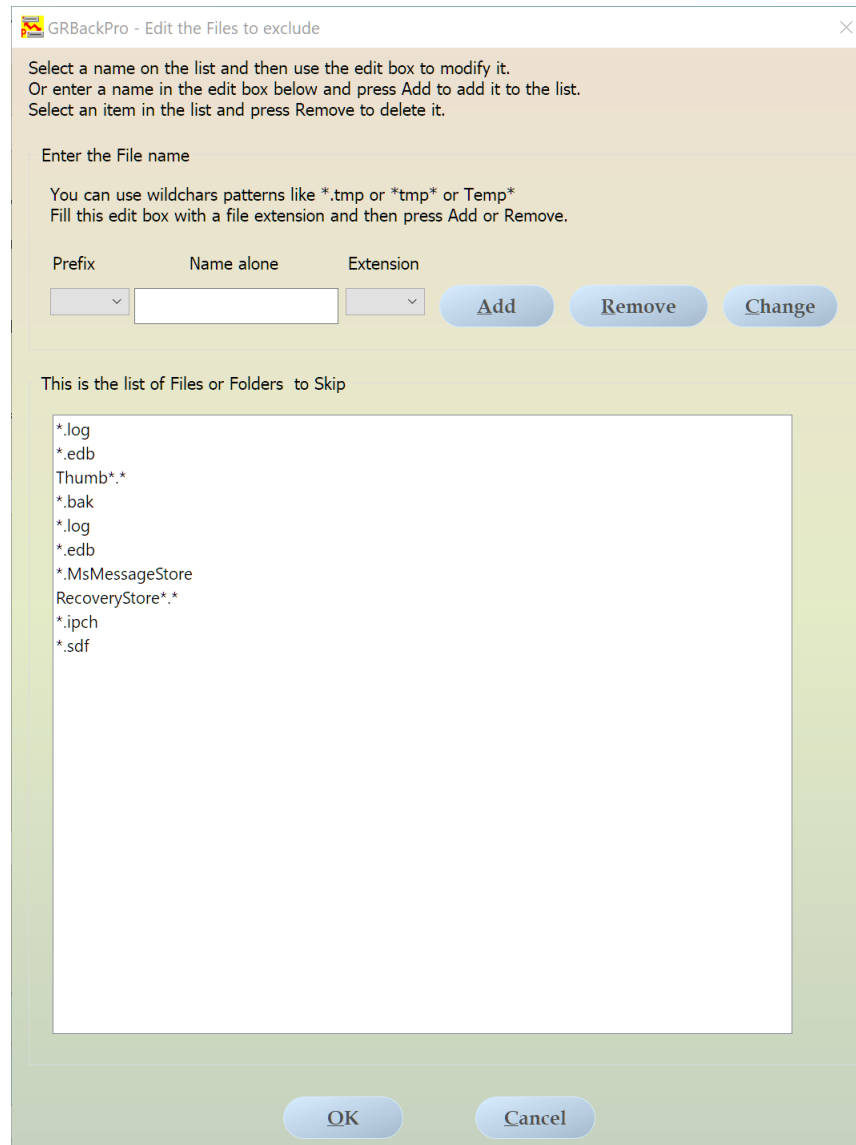 GRBackPro - Edit the Files to exclude
Select a name on the list and then use the edit box to modify it.
Or enter a name in the edit box below and press Add to add it to the list.
Select an item in the list and press Remove to delete it.
Enter the File name
You can use wildchars patterns like *.tmp or *tmp* or Temp*
Fill this edit box with a file extension and then press Add or Remove.
Prefix Name alone Extension
Add Remove Change
This is the list of Files or Folders  to Skip
*.log
*.edb
Thumb*.*
*.bak
*.log
*.edb
*.MsMessageStore
RecoveryStore*.*
*.ipch
*.sdf
OK Cancel